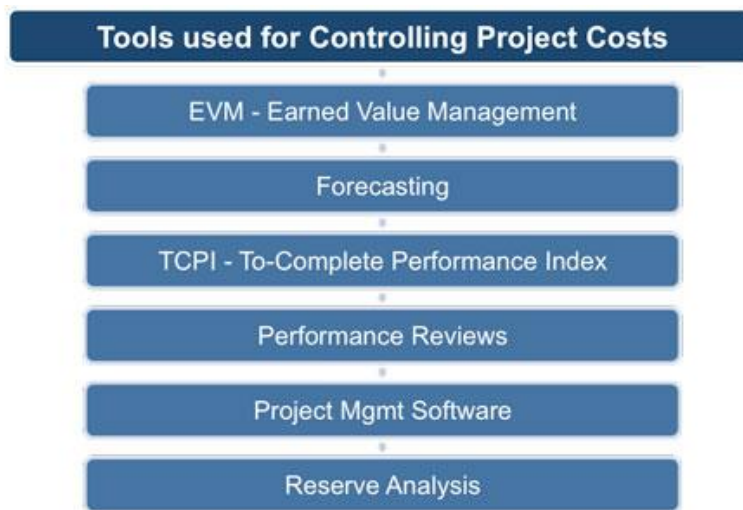 Tools used for Controlling Project Costs
EVM - Earned Value Management
Forecasting
TCPI - To-Complete Performance Index
Performance Reviews
Project Mgmt Software
Reserve Analysis